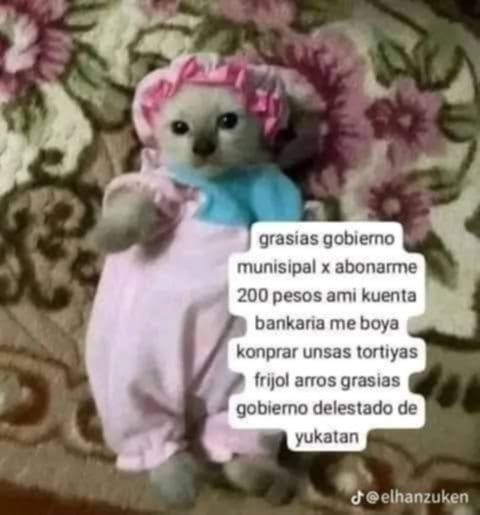 grasias gobierno
munisipal x abonarme
200 pesos ami kuenta
bankaria me boya
konprar unsas tortiyas
frijol arros grasias
gobierno delestado de
yukatan
@elhanzuken